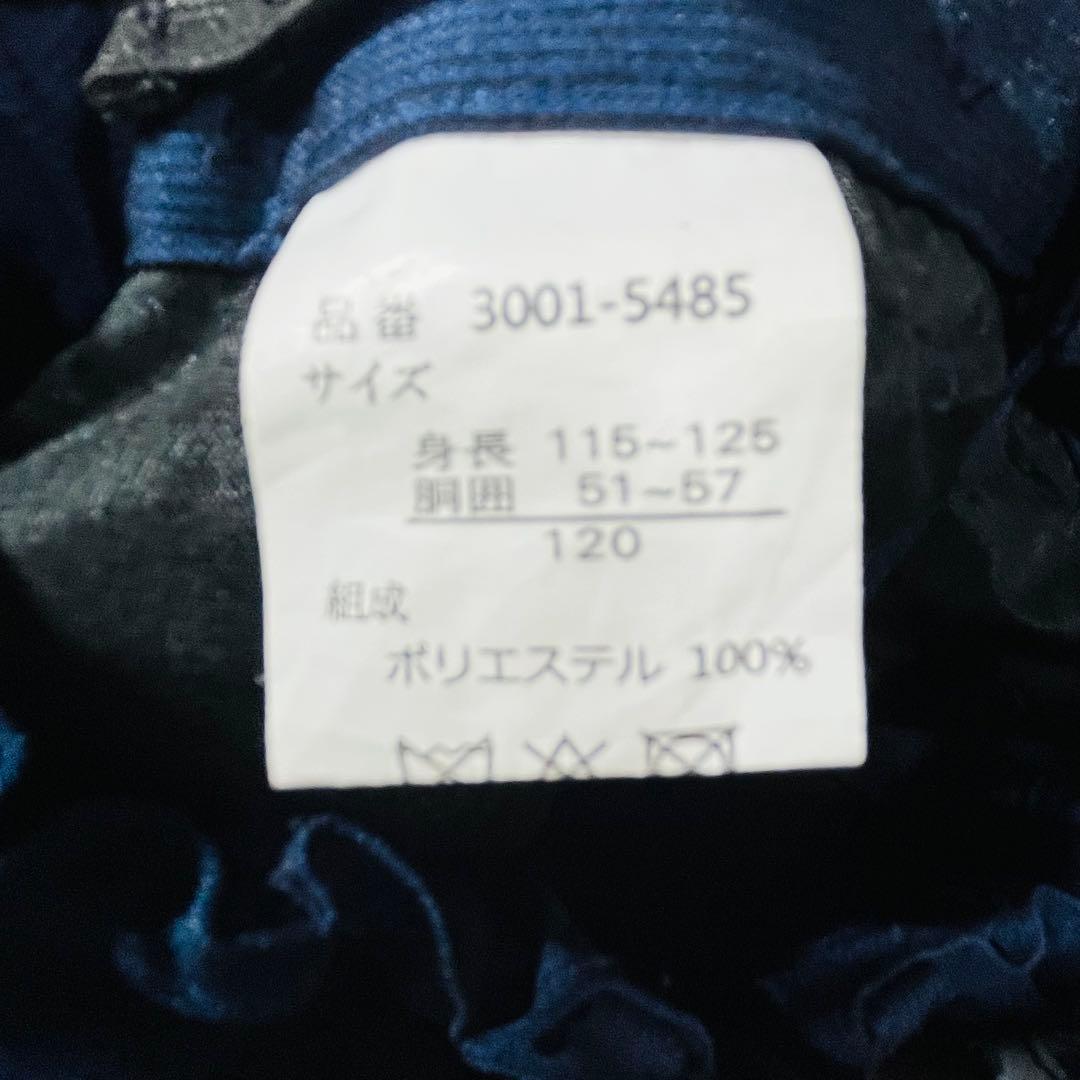 品番 3001-5485
サイズ
身長 115~125
胴囲 51~57
120
組成
ポリエステル 100%